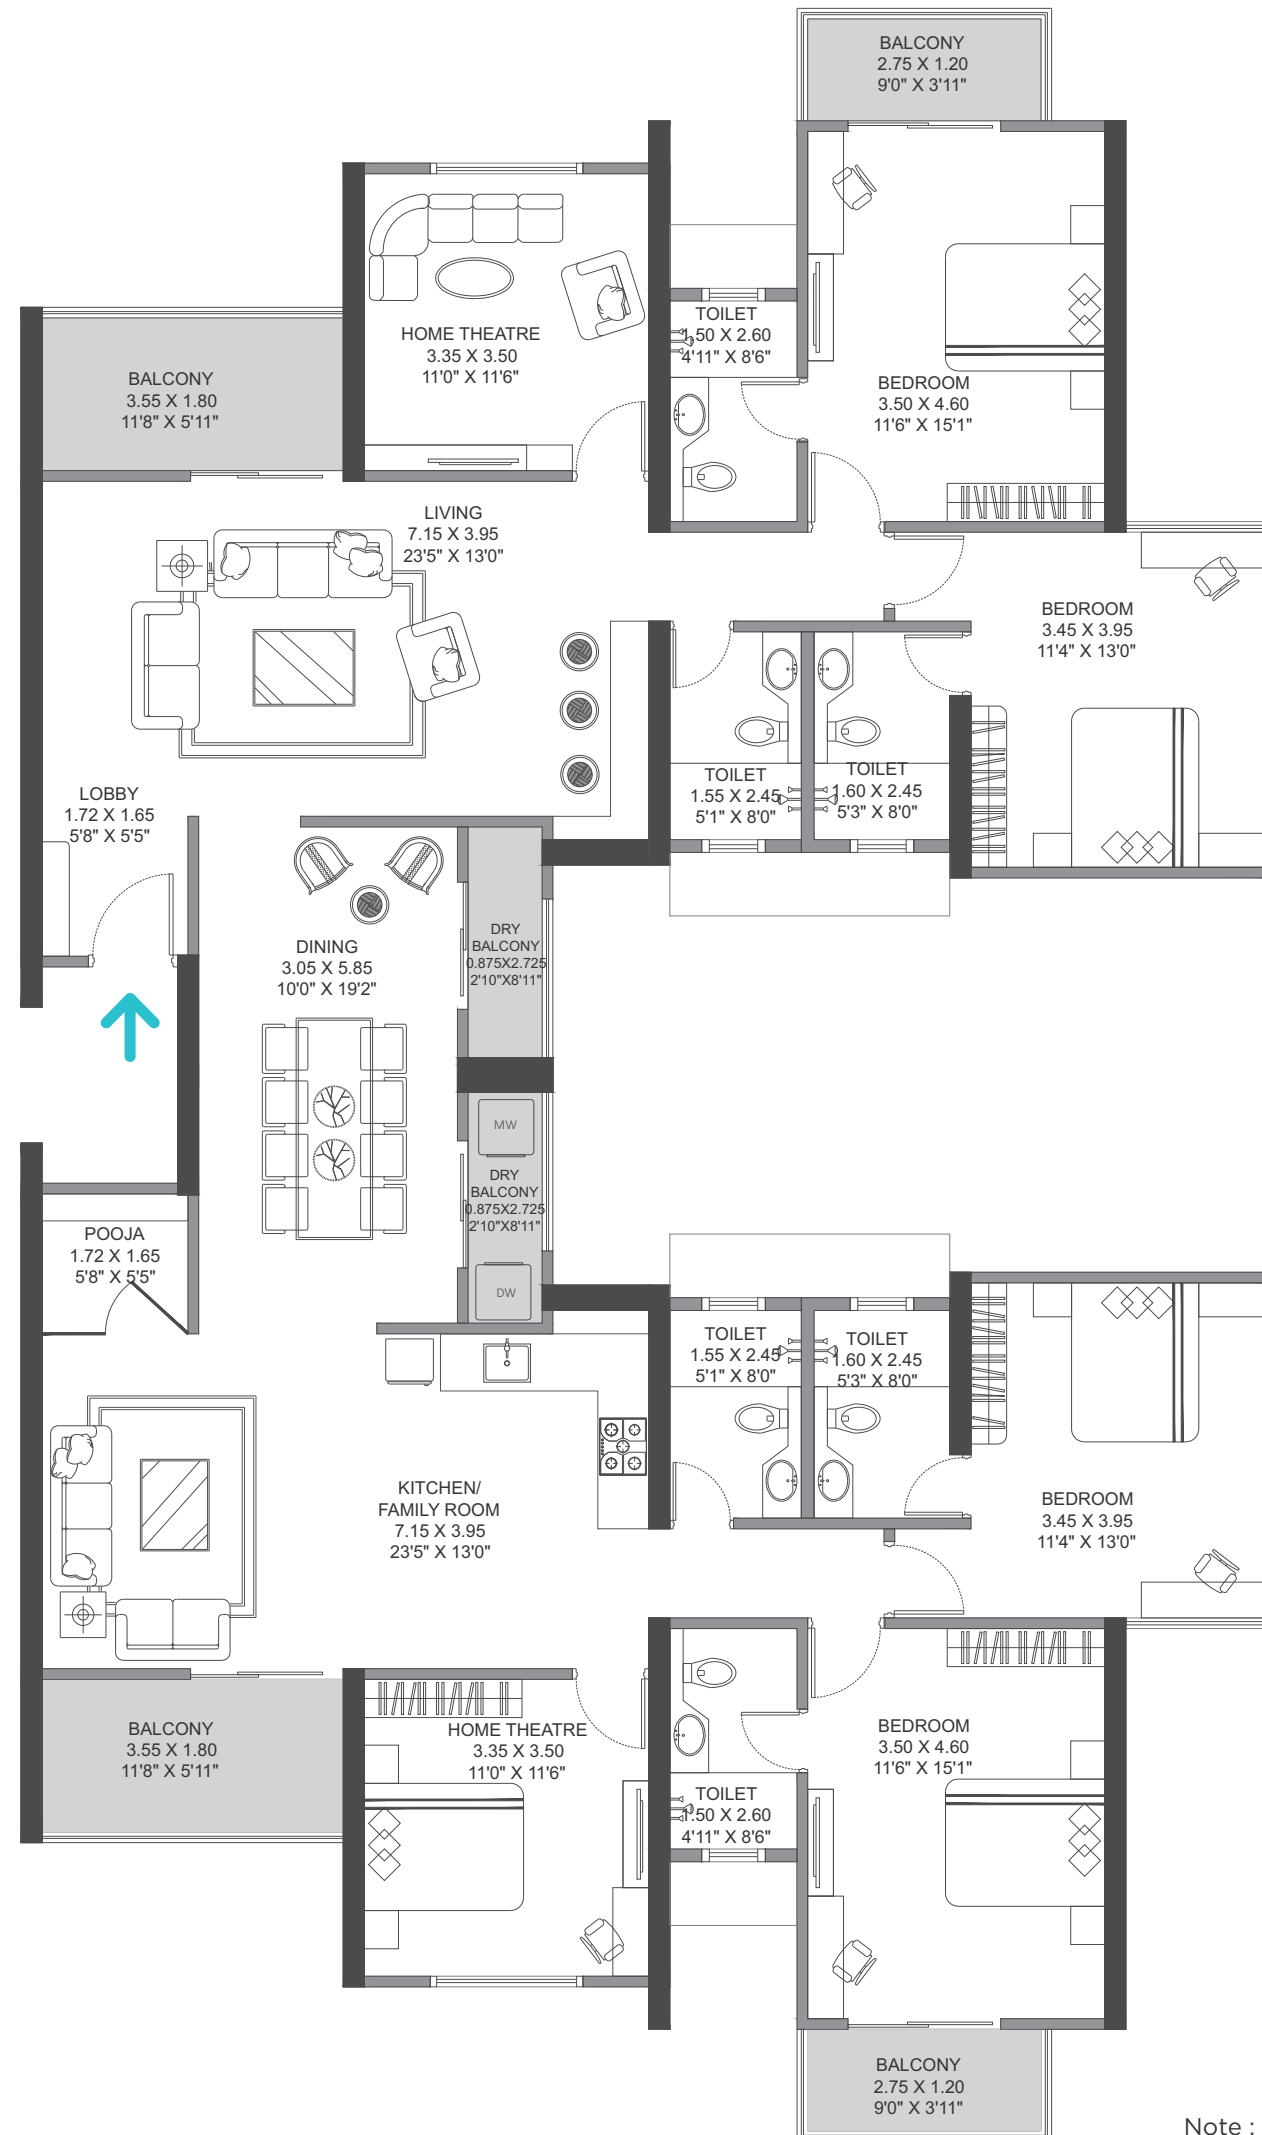 BALCONY
2.75 X 1.20
9'0" X 3'11"
HOME THEATRE
3.35 X 3.50
11'0" X 11'6"
TOILET
1.50 X 2.60
4'11" X 8'6"
BALCONY
3.55 X 1.80
11'8" X 5'11"
BEDROOM
3.50 X 4.60
11'6" X 15'1"
LIVING
7.15 X 3.95
23'5" X 13'0"
BEDROOM
3.45 X 3.95
11'4" X 13'0"
TOILET
1.55 X 2.45
5'1" X 8'0"
TOILET
1.60 X 2.45
5'3" X 8'0"
LOBBY
1.72 X 1.65
5'8" X 5'5"
DINING
3.05 X 5.85
10'0" X 19'2"
DRY
BALCONY
0.875X2.725
2'10"X8'11"
MW
DRY
BALCONY
0.875X2.725
2'10"X8'11"
DW
POOJA
1.72 X 1.65
5'8" X 5'5"
TOILET
1.55 X 2.45
5'1" X 8'0"
TOILET
1.60 X 2.45
5'3" X 8'0"
KITCHEN/
FAMILY ROOM
7.15 X 3.95
23'5" X 13'0"
BEDROOM
3.45 X 3.95
11'4" X 13'0"
BALCONY
3.55 X 1.80
11'8" X 5'11"
HOME THEATRE
3.35 X 3.50
11'0" X 11'6"
BEDROOM
3.50 X 4.60
11'6" X 15'1"
TOILET
1.50 X 2.60
4'11" X 8'6"
BALCONY
2.75 X 1.20
9'0" X 3'11"
Note :